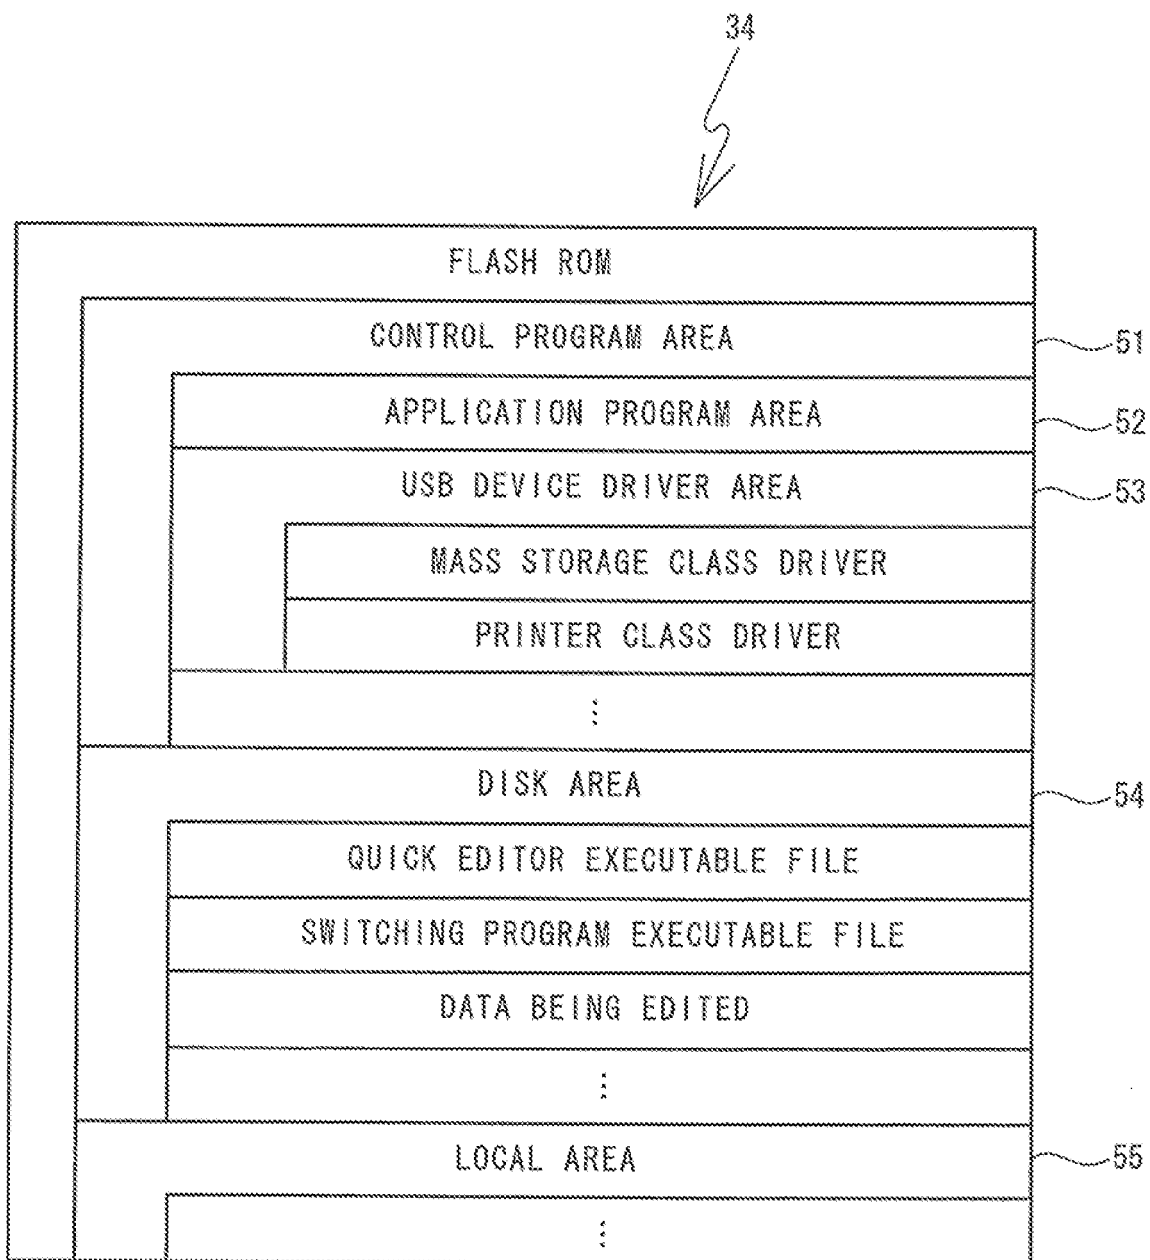 34
FLASH ROM
CONTROL PROGRAM AREA
51
APPLICATION PROGRAM AREA
52
USB DEVICE DRIVER AREA
53
MASS STORAGE CLASS DRIVER
PRINTER CLASS DRIVER
⋮
DISK AREA
54
QUICK EDITOR EXECUTABLE FILE
SWITCHING PROGRAM EXECUTABLE FILE
DATA BEING EDITED
⋮
LOCAL AREA
55
⋮